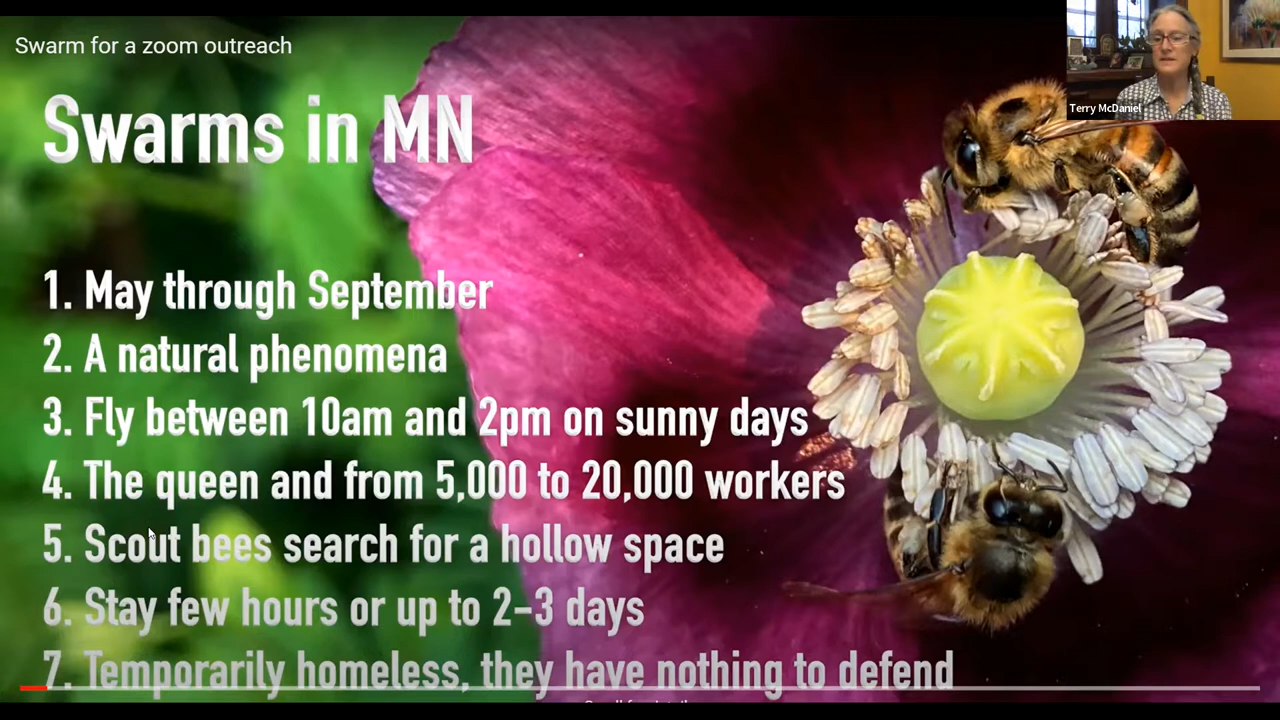 Swarm for a zoom outreach
Terry McDaniel
Swarms in MN
1. May through September
2. A natural phenomena
3. Fly between 10am and 2pm on sunny days
4. The queen and from 5,000 to 20,000 workers
5. Scout bees search for a hollow space
6. Stay few hours or up to 2-3 days
7. Temporarily homeless, they have nothing to defend